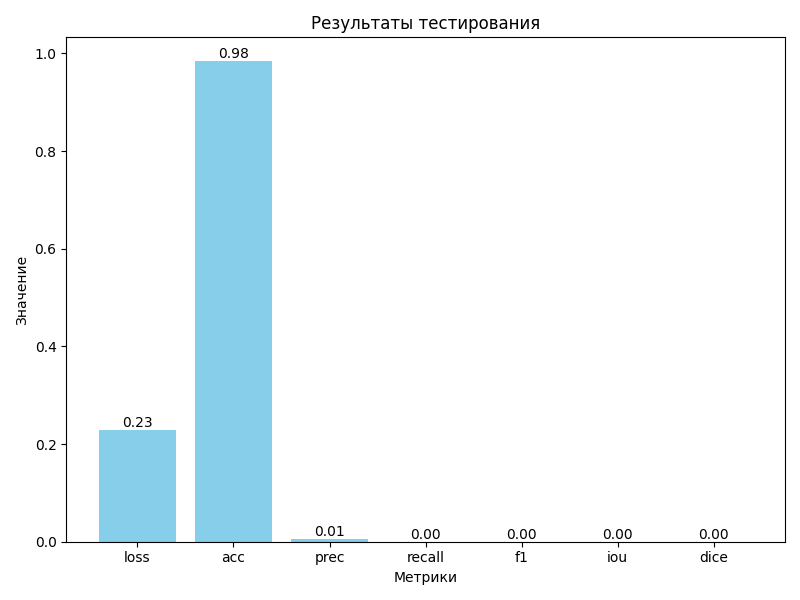 Результаты тестирования
Значение
1.0
0.8
0.6
0.4
0.2
0.0
0.23
0.98
0.01
0.00
0.00
0.00
0.00
loss
acc
prec
recall
f1
iou
dice
Метрики